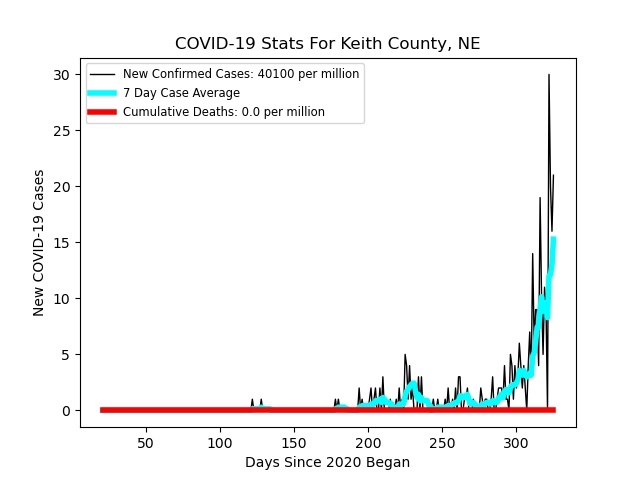 COVID-19 Stats For Keith County, NE
New Confirmed Cases: 40100 per million
7 Day Case Average
Cumulative Deaths: 0.0 per million
30
25
20
15
10
5
0
New COVID-19 Cases
50 100 150 200 250 300
Days Since 2020 Began